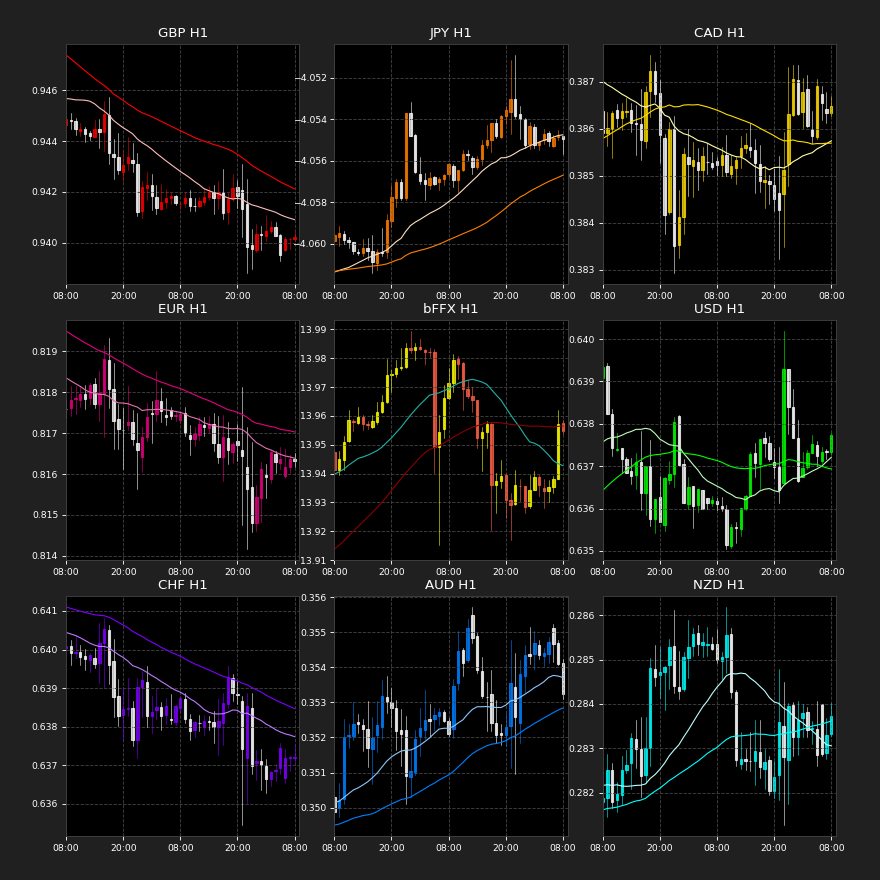 GBP H1
0.946
0.944
0.942
0.940
08:00 20:00 08:00 20:00 08:00
JPY H1
−4.052
−4.054
−4.056
−4.058
−4.060
08:00 20:00 08:00 20:00 08:00
CAD H1
0.387
0.386
0.385
0.384
0.383
08:00 20:00 08:00 20:00 08:00
EUR H1
0.819
0.818
0.817
0.816
0.815
0.814
08:00 20:00 08:00 20:00 08:00
bFFX H1
13.99
13.98
13.97
13.96
13.95
13.94
13.93
13.92
13.91
08:00 20:00 08:00 20:00 08:00
USD H1
0.640
0.639
0.638
0.637
0.636
0.635
08:00 20:00 08:00 20:00 08:00
CHF H1
0.641
0.640
0.639
0.638
0.637
0.636
08:00 20:00 08:00 20:00 08:00
AUD H1
0.356
0.355
0.354
0.353
0.352
0.351
0.350
08:00 20:00 08:00 20:00 08:00
NZD H1
0.286
0.285
0.284
0.283
0.282
08:00 20:00 08:00 20:00 08:00